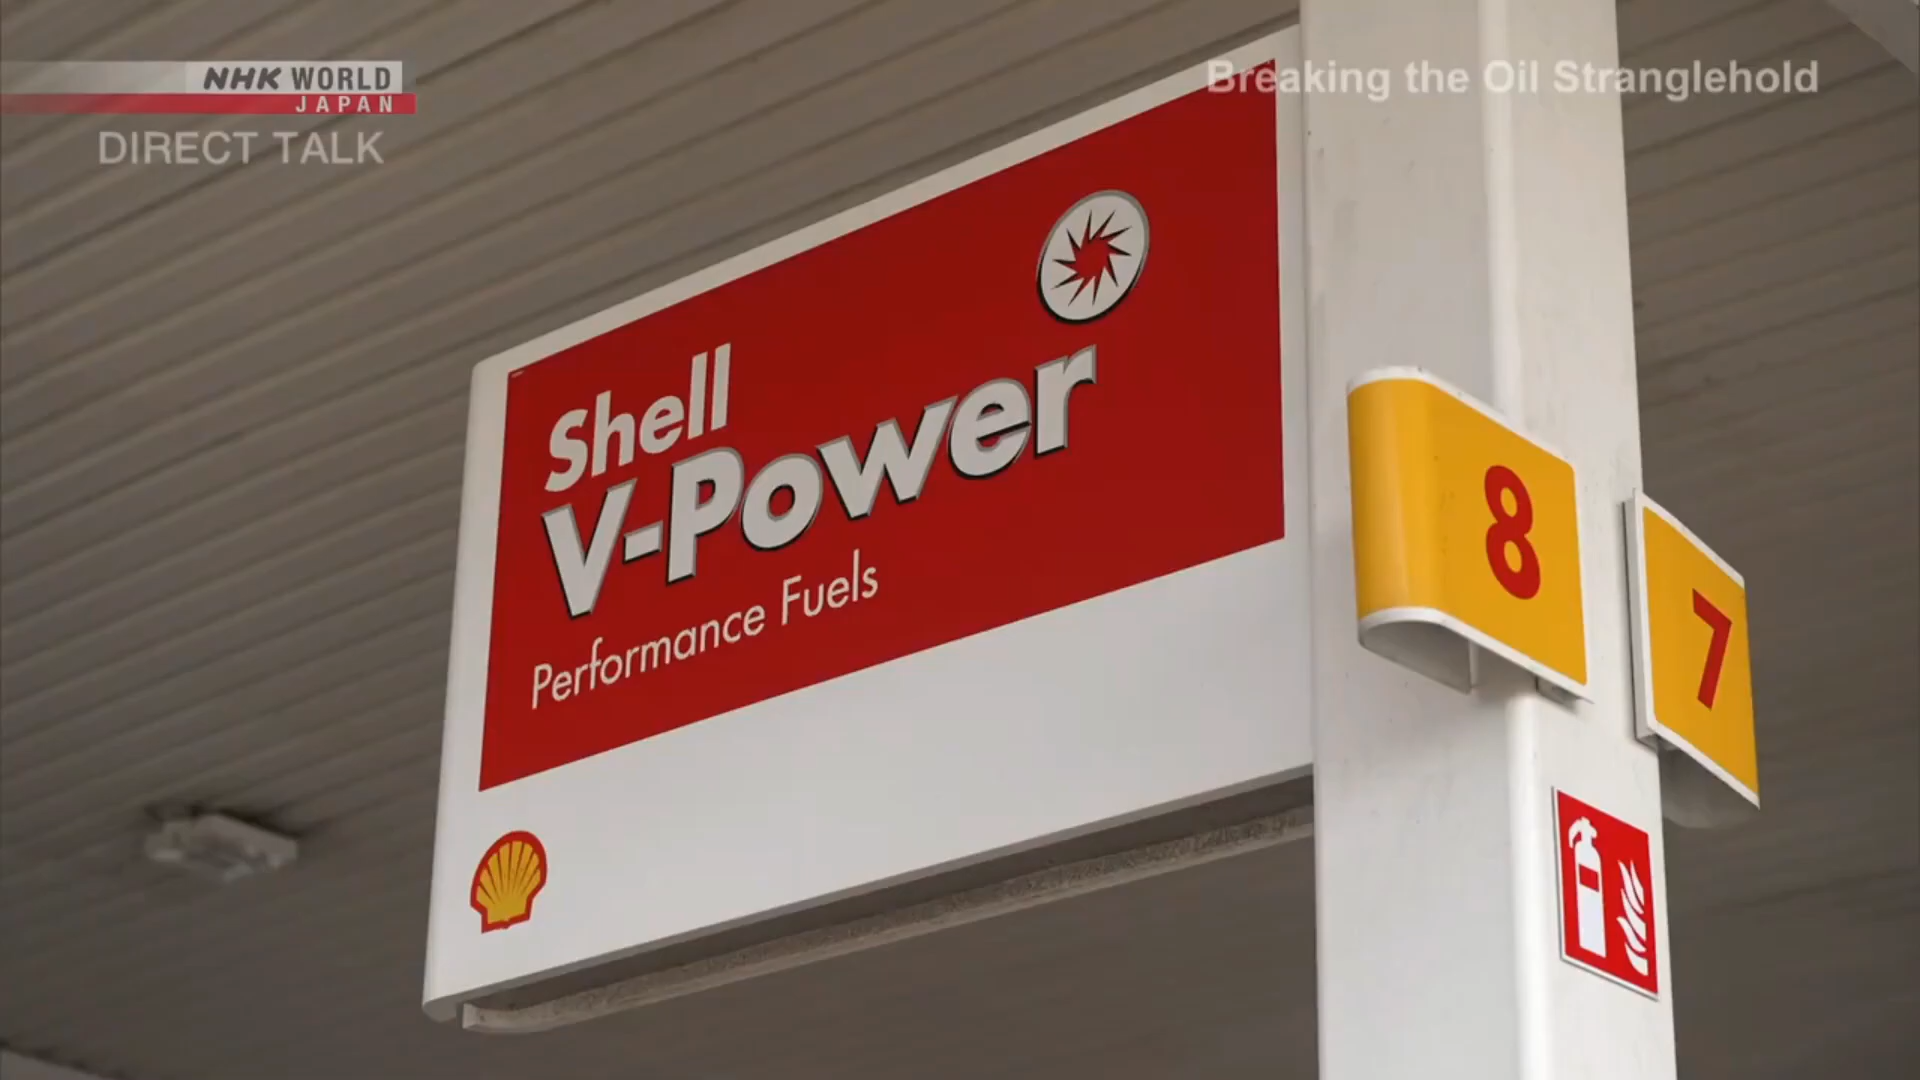 NHK WORLD
JAPAN
DIRECT TALK
Breaking the Oil Stranglehold
Shell
V-Power
Performance Fuels
8
7